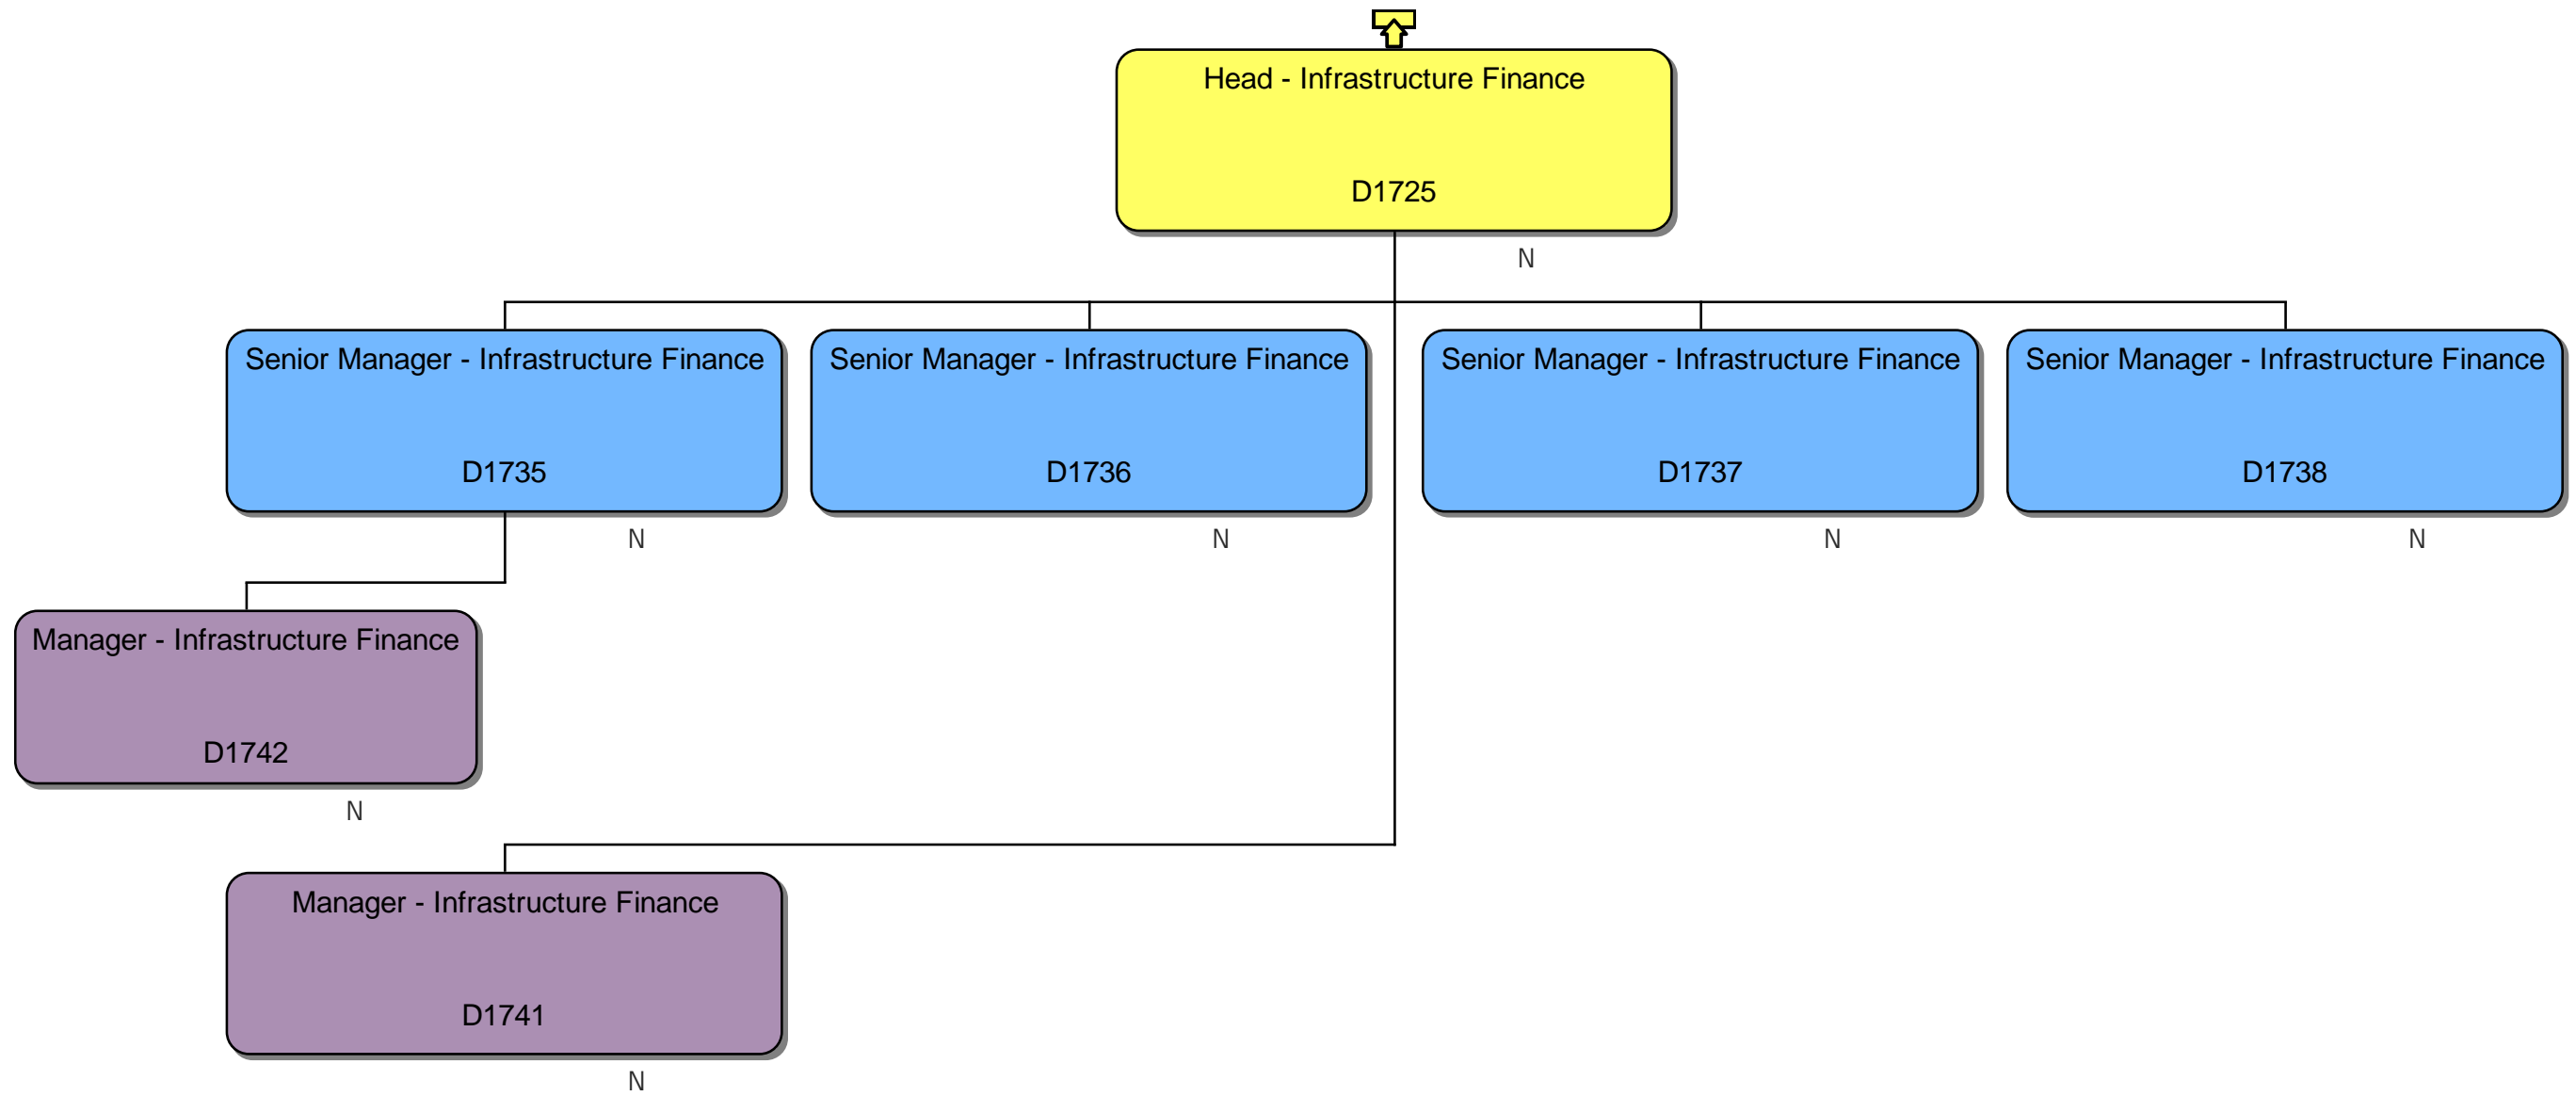 Head - Infrastructure Finance
D1725
N
Senior Manager - Infrastructure Finance
D1735
N
Senior Manager - Infrastructure Finance
D1736
N
Senior Manager - Infrastructure Finance
D1737
N
Senior Manager - Infrastructure Finance
D1738
N
Manager - Infrastructure Finance
D1742
N
Manager - Infrastructure Finance
D1741
N